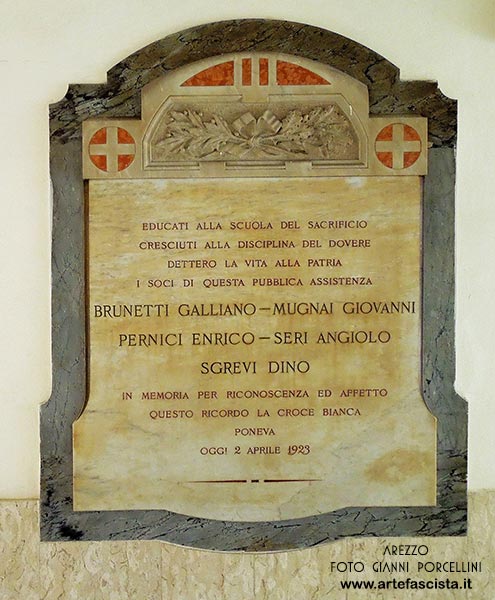 EDUCATI ALLA SCUOLA DEL SACRIFICIO
CRESCIUTI ALLA DISCIPLINA DEL DOVERE
DETTERO LA VITA ALLA PATRIA
I SOCI DI QUESTA PUBBLICA ASSISTENZA
BRUNETTI GALLIANO – MUGNAI GIOVANNI
PERNICI ENRICO – SERI ANGIOLO
SGREVI DINO
IN MEMORIA PER RICONOSCENZA ED AFFETTO
QUESTO RICORDO LA CROCE BIANCA
PONEVA
OGGI 2 APRILE 1923
AREZZO
FOTO GIANNI PORCELLINI
www.artefascista.it